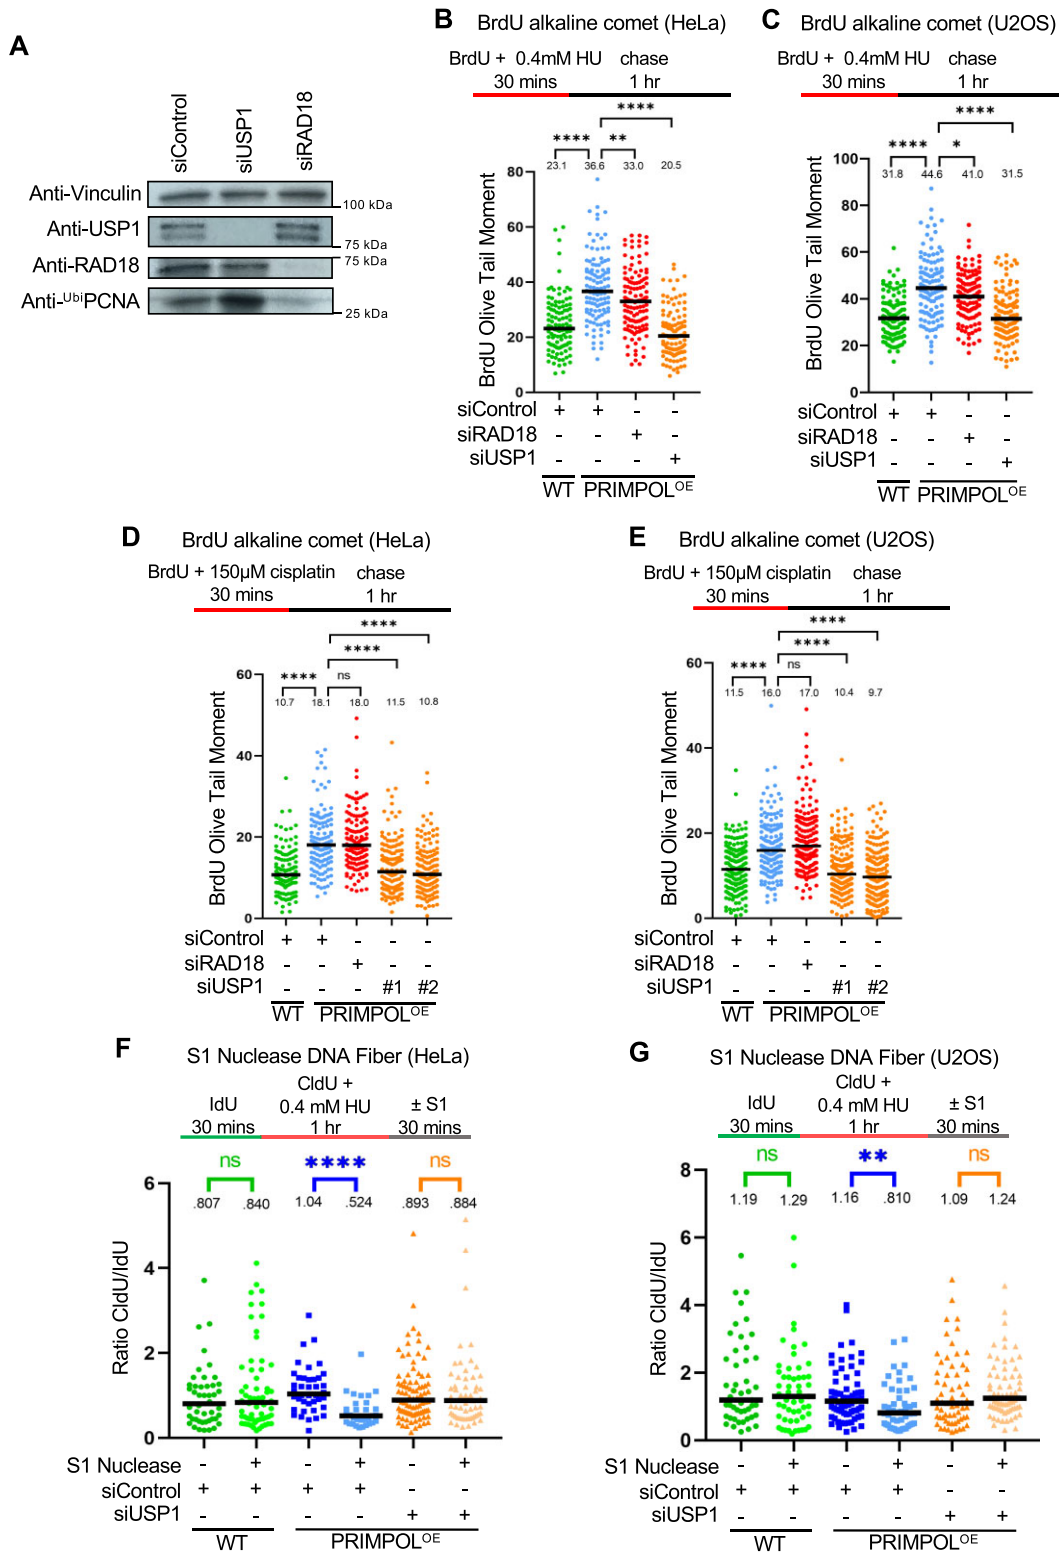 A
siControl
siUSP1
siRAD18
Anti-Vinculin
100 kDa
Anti-USP1
75 kDa
Anti-RAD18
75 kDa
Anti-UbiPCNA
25 kDa
B
BrdU alkaline comet (HeLa)
BrdU + 0.4mM HU chase
30 mins 1 hr
****
**** **
23.1 36.6 33.0 20.5
BrdU Olive Tail Moment
80
60
40
20
0
siControl + + - -
siRAD18 - - + -
siUSP1 - - - +
WT PRIMPOLOE
C
BrdU alkaline comet (U2OS)
BrdU + 0.4mM HU chase
30 mins 1 hr
****
**** *
31.8 44.6 41.0 31.5
BrdU Olive Tail Moment
100
80
60
40
20
0
siControl + + - -
siRAD18 - - + -
siUSP1 - - - +
WT PRIMPOLOE
D
BrdU alkaline comet (HeLa)
BrdU + 150µM cisplatin chase
30 mins 1 hr
****
****
**** ns
10.7 18.1 18.0 11.5 10.8
BrdU Olive Tail Moment
60
40
20
0
siControl + + - - -
siRAD18 - - + - -
siUSP1 - - - #1 #2
WT PRIMPOLOE
E
BrdU alkaline comet (U2OS)
BrdU + 150µM cisplatin chase
30 mins 1 hr
****
****
**** ns
11.5 16.0 17.0 10.4 9.7
BrdU Olive Tail Moment
60
40
20
0
siControl + + - - -
siRAD18 - - + - -
siUSP1 - - - #1 #2
WT PRIMPOLOE
F
S1 Nuclease DNA Fiber (HeLa)
CldU +
IdU 0.4 mM HU ± S1
30 mins 1 hr 30 mins
ns **** ns
.807 .840 1.04 .524 .893 .884
Ratio CldU/IdU
6
4
2
0
S1 Nuclease - + - + - +
siControl + + + + - -
siUSP1 - - - - + +
WT PRIMPOLOE
G
S1 Nuclease DNA Fiber (U2OS)
CldU +
IdU 0.4 mM HU ± S1
30 mins 1 hr 30 mins
ns ** ns
1.19 1.29 1.16 .810 1.09 1.24
Ratio CldU/IdU
8
6
4
2
0
S1 Nuclease - + - + - +
siControl + + + + - -
siUSP1 - - - - + +
WT PRIMPOLOE